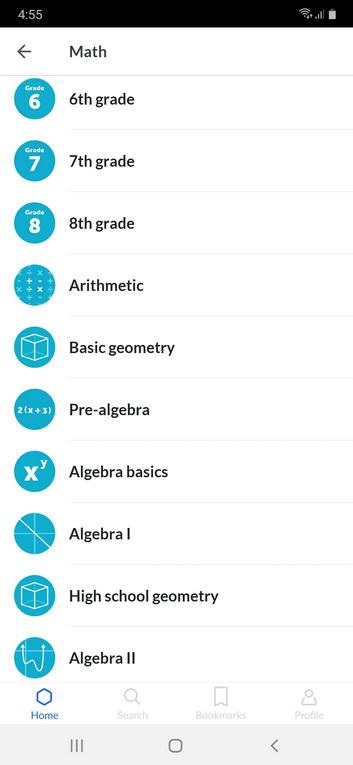 4:55
Math
Grade
6
6th grade
Grade
7
7th grade
Grade
8
8th grade
Arithmetic
Basic geometry
2(x+3)
Pre-algebra
xʸ
Algebra basics
Algebra I
High school geometry
Algebra II
Home
Search
Bookmarks
Profile